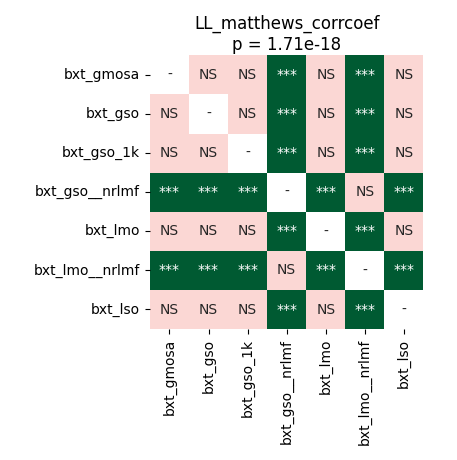 LL_matthews_corrcoef
p = 1.71e-18
bxt_gmosa - NS NS *** NS *** NS
bxt_gso NS - NS *** NS *** NS
bxt_gso_1k NS NS - *** NS *** NS
bxt_gso__nrlmf *** *** *** - *** NS ***
bxt_lmo NS NS NS *** - *** NS
bxt_lmo__nrlmf *** *** *** NS *** - ***
bxt_lso NS NS NS *** NS *** -
bxt_gmosa
bxt_gso
bxt_gso_1k
bxt_gso__nrlmf
bxt_lmo
bxt_lmo__nrlmf
bxt_lso